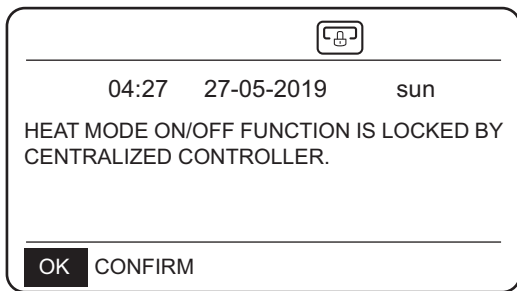 04:27 27-05-2019 sun
HEAT MODE ON/OFF FUNCTION IS LOCKED BY
CENTRALIZED CONTROLLER.
OK CONFIRM